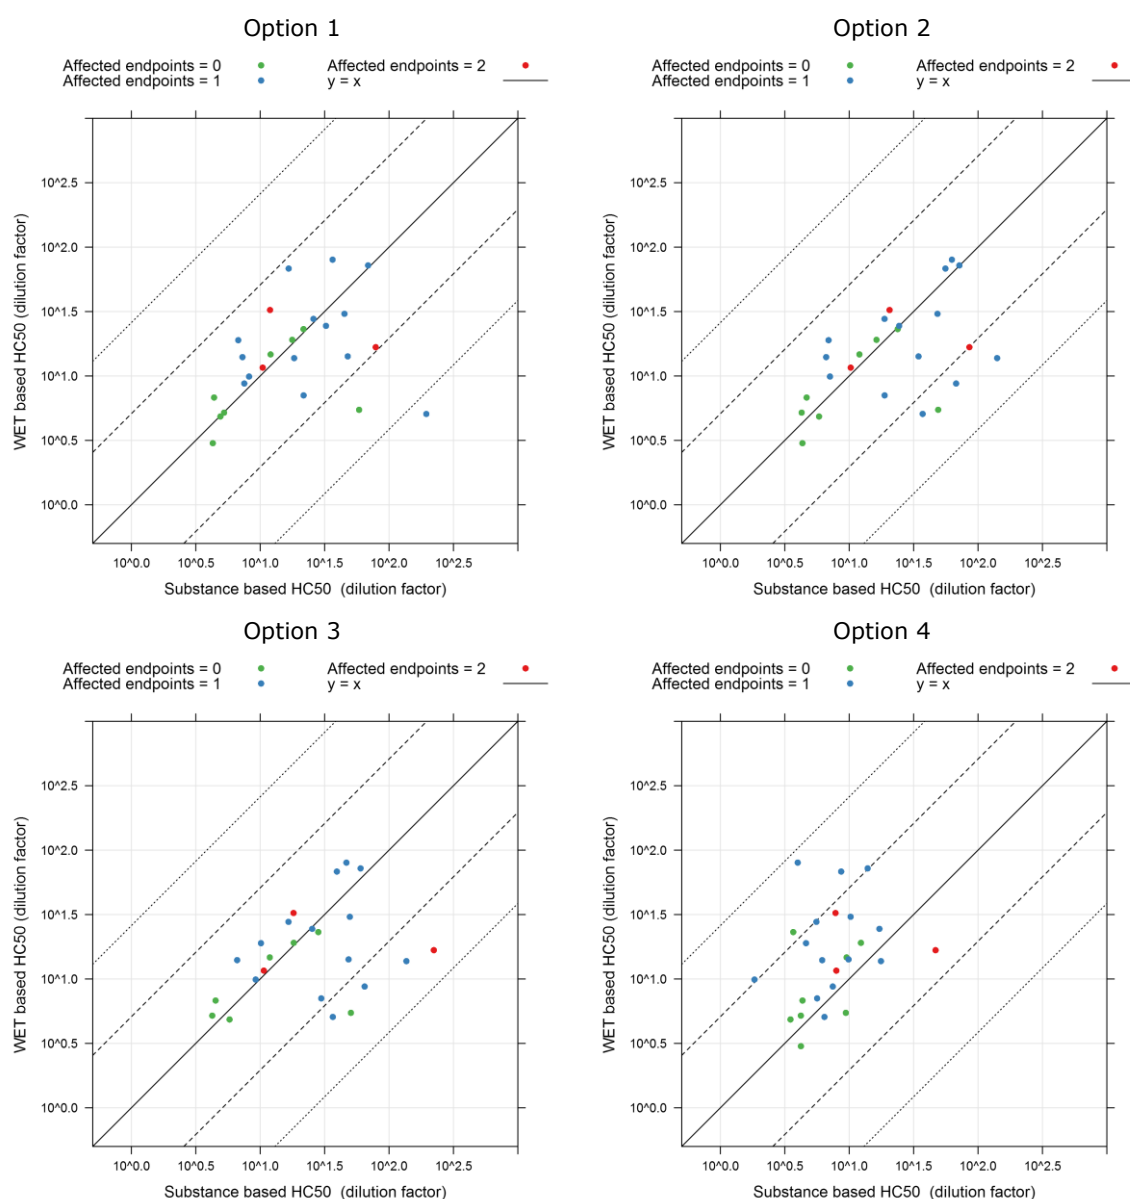 Option 1
Affected endpoints = 0
Affected endpoints = 2
Affected endpoints = 1
y = x
10^2.5
10^2.0
10^1.5
10^1.0
10^0.5
10^0.0
WET based HC50 (dilution factor)
10^0.0 10^0.5 10^1.0 10^1.5 10^2.0 10^2.5
Substance based HC50 (dilution factor)
Option 2
Affected endpoints = 0
Affected endpoints = 2
Affected endpoints = 1
y = x
10^2.5
10^2.0
10^1.5
10^1.0
10^0.5
10^0.0
WET based HC50 (dilution factor)
10^0.0 10^0.5 10^1.0 10^1.5 10^2.0 10^2.5
Substance based HC50 (dilution factor)
Option 3
Affected endpoints = 0
Affected endpoints = 2
Affected endpoints = 1
y = x
10^2.5
10^2.0
10^1.5
10^1.0
10^0.5
10^0.0
WET based HC50 (dilution factor)
10^0.0 10^0.5 10^1.0 10^1.5 10^2.0 10^2.5
Substance based HC50 (dilution factor)
Option 4
Affected endpoints = 0
Affected endpoints = 2
Affected endpoints = 1
y = x
10^2.5
10^2.0
10^1.5
10^1.0
10^0.5
10^0.0
WET based HC50 (dilution factor)
10^0.0 10^0.5 10^1.0 10^1.5 10^2.0 10^2.5
Substance based HC50 (dilution factor)